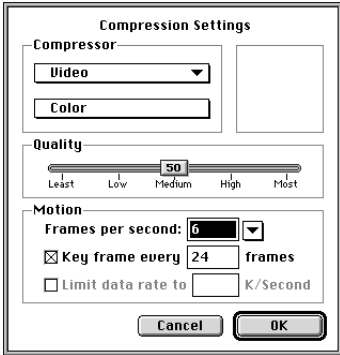 Compression Settings
Compressor
Video
Color
Quality
50
Least Low Medium High Most
Motion
Frames per second: 6
Key frame every 24 frames
Limit data rate to K/Second
Cancel OK